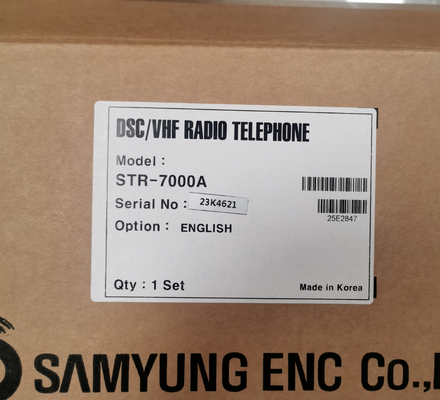 DSC/VHF RADIO TELEPHONE
Model :
STR-7000A
Serial No : 23K4621
Option : ENGLISH
25E2847
Qty : 1 Set
Made in Korea
SAMYUNG ENC Co.,